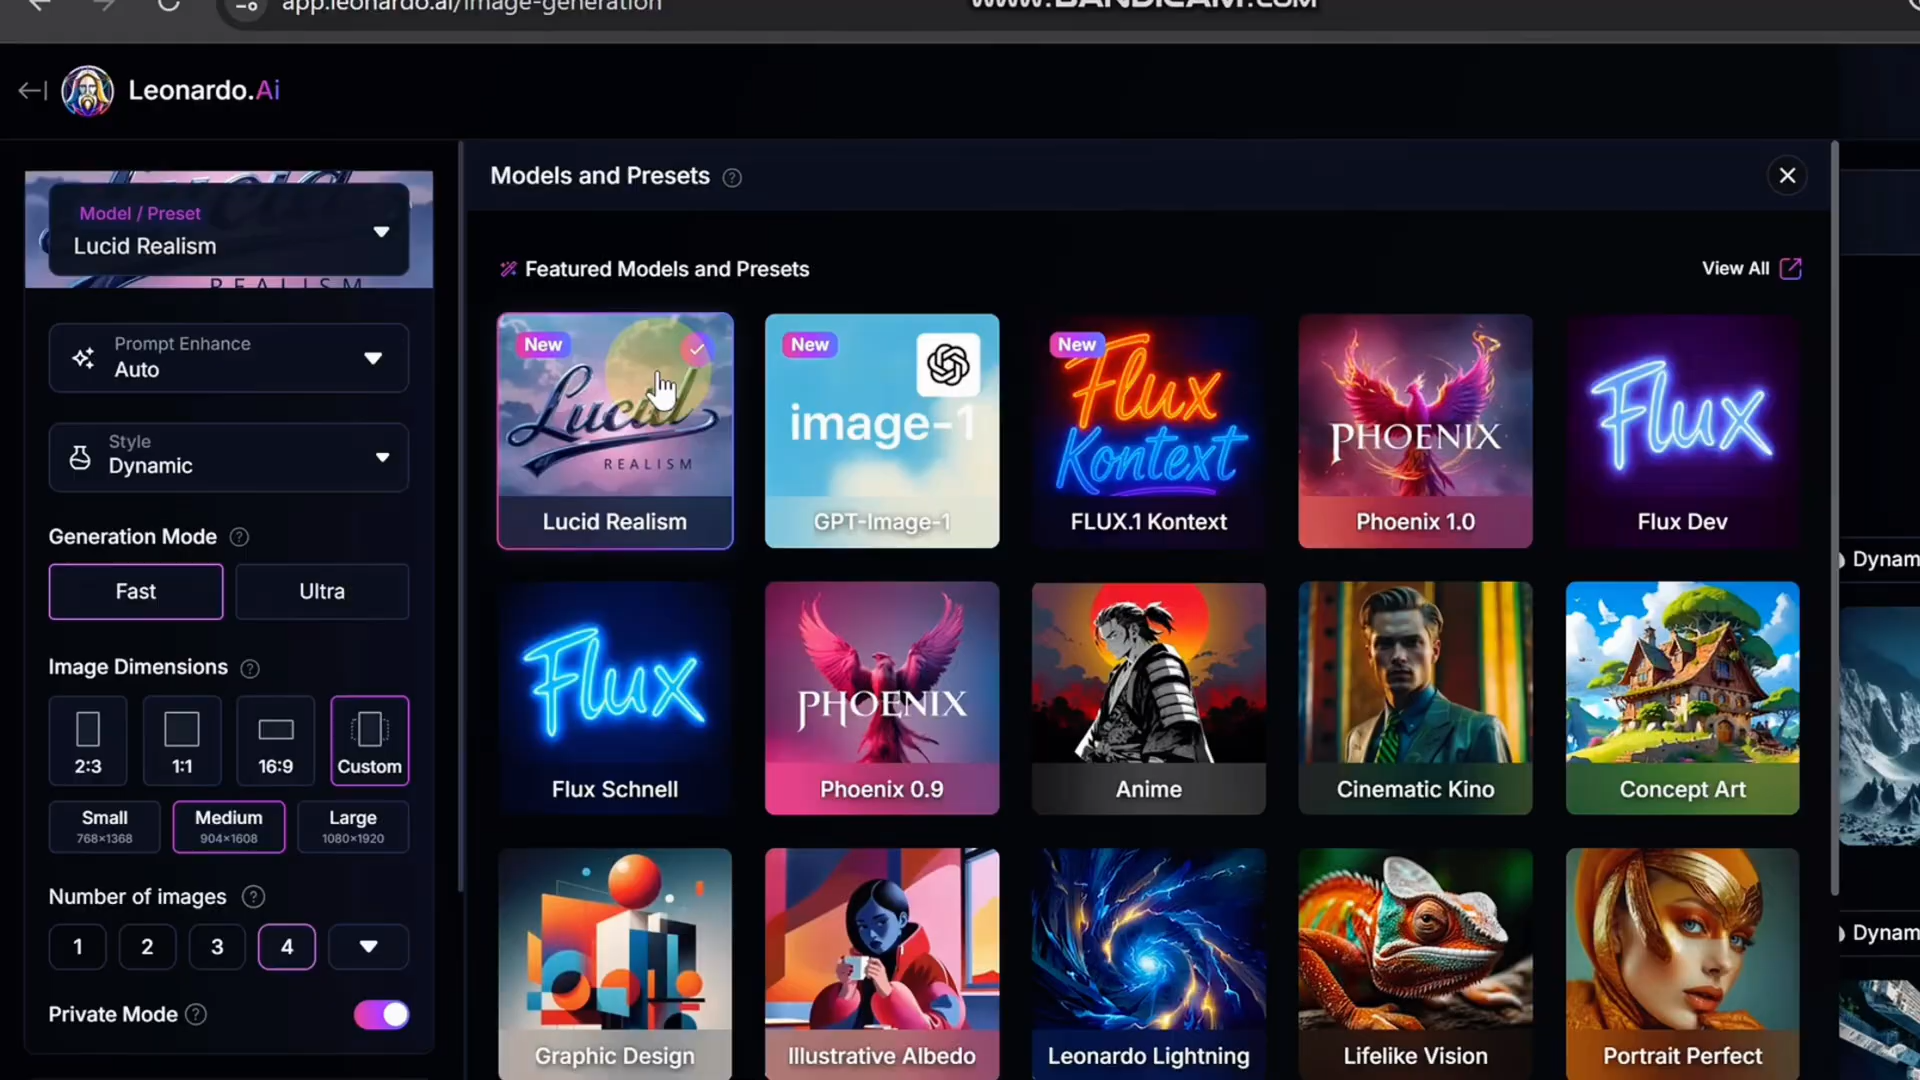 app.leonardo.ai/image-generation
www.BANDICAM.com
Leonardo.Ai
Model / Preset
Lucid Realism
REALISM
Prompt Enhance
Auto
Style
Dynamic
Generation Mode
Fast
Ultra
Image Dimensions
2:3
1:1
16:9
Custom
Small
768×1368
Medium
904×1608
Large
1080×1920
Number of images
1
2
3
4
Private Mode
Models and Presets
Featured Models and Presets
View All
New
Lucid
REALISM
Lucid Realism
New
image-1
GPT-Image-1
New
Flux
Kontext
FLUX.1 Kontext
PHOENIX
Phoenix 1.0
Flux
Flux Dev
Flux
Flux Schnell
PHOENIX
Phoenix 0.9
Anime
Cinematic Kino
Concept Art
Graphic Design
Illustrative Albedo
Leonardo Lightning
Lifelike Vision
Portrait Perfect
Dynam
Dynam